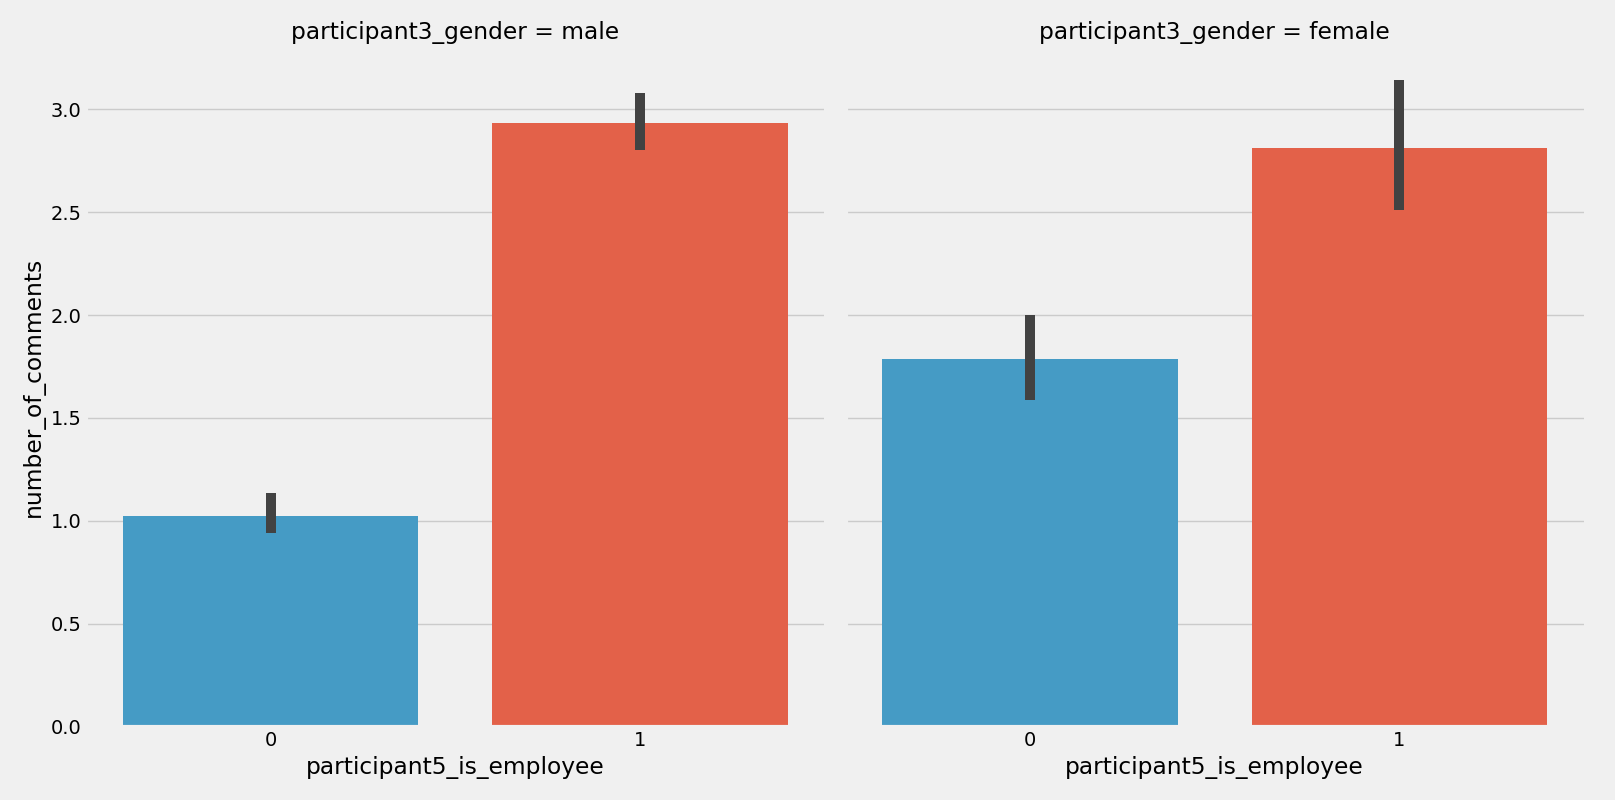 participant3_gender = male
participant3_gender = female
number_of_comments
3.0
2.5
2.0
1.5
1.0
0.5
0.0
0 1
0 1
participant5_is_employee
participant5_is_employee